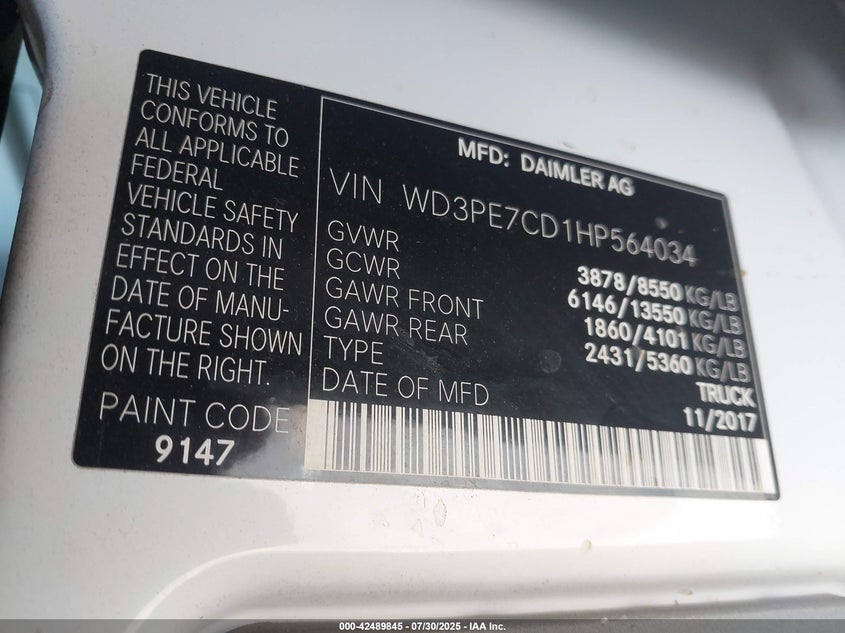 THIS VEHICLE
CONFORMS TO
ALL APPLICABLE
FEDERAL
VEHICLE SAFETY
STANDARDS IN
EFFECT ON THE
DATE OF MANU-
FACTURE SHOWN
ON THE RIGHT.
PAINT CODE
9147
MFD: DAIMLER AG
VIN WD3PE7CD1HP564034
GVWR 3878/8550 KG/LB
GCWR 6146/13550 KG/LB
GAWR FRONT 1860/4101 KG/LB
GAWR REAR 2431/5360 KG/LB
TYPE TRUCK
DATE OF MFD 11/2017
000-42489845 - 07/30/2025 - IAA Inc.